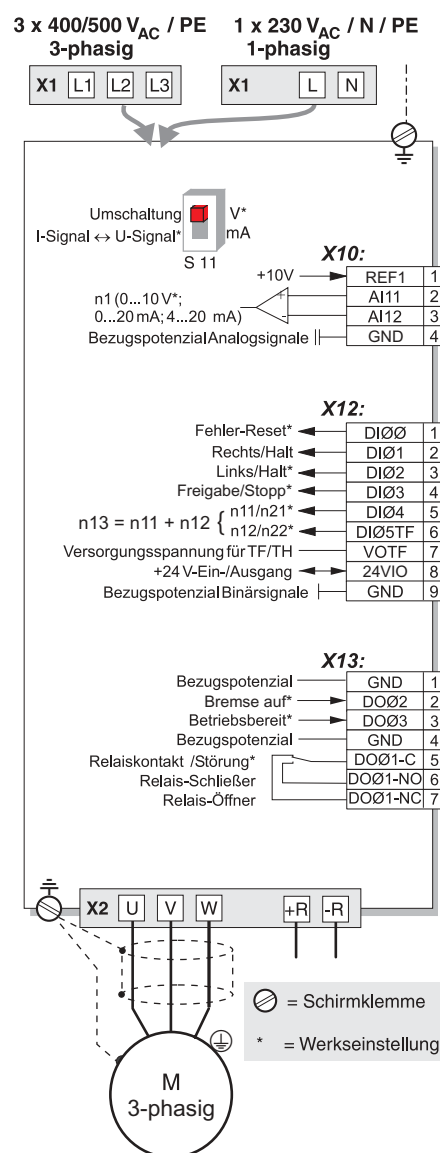 3 x 400/500 VAC / PE
3-phasig
1 x 230 VAC / N / PE
1-phasig
X1 L1 L2 L3
X1 L N
Umschaltung
I-Signal ↔ U-Signal*
V*
mA
S 11
X10:
+10V REF1 1
n1 (0...10 V*;
0...20 mA; 4...20 mA)
+ AI11 2
- AI12 3
Bezugspotenzial Analogsignale GND 4
X12:
Fehler-Reset* DIØØ 1
Rechts/Halt DIØ1 2
Links/Halt* DIØ2 3
Freigabe/Stopp* DIØ3 4
n13 = n11 + n12 {
n11/n21* DIØ4 5
n12/n22* DIØ5TF 6
Versorgungsspannung für TF/TH VOTF 7
+24 V-Ein-/Ausgang 24VIO 8
Bezugspotenzial Binärsignale GND 9
X13:
Bezugspotenzial GND 1
Bremse auf* DOØ2 2
Betriebsbereit* DOØ3 3
Bezugspotenzial GND 4
Relaiskontakt /Störung* DOØ1-C 5
Relais-Schließer DOØ1-NO 6
Relais-Öffner DOØ1-NC 7
X2 U V W +R -R
M
3-phasig
= Schirmklemme
* = Werkseinstellung